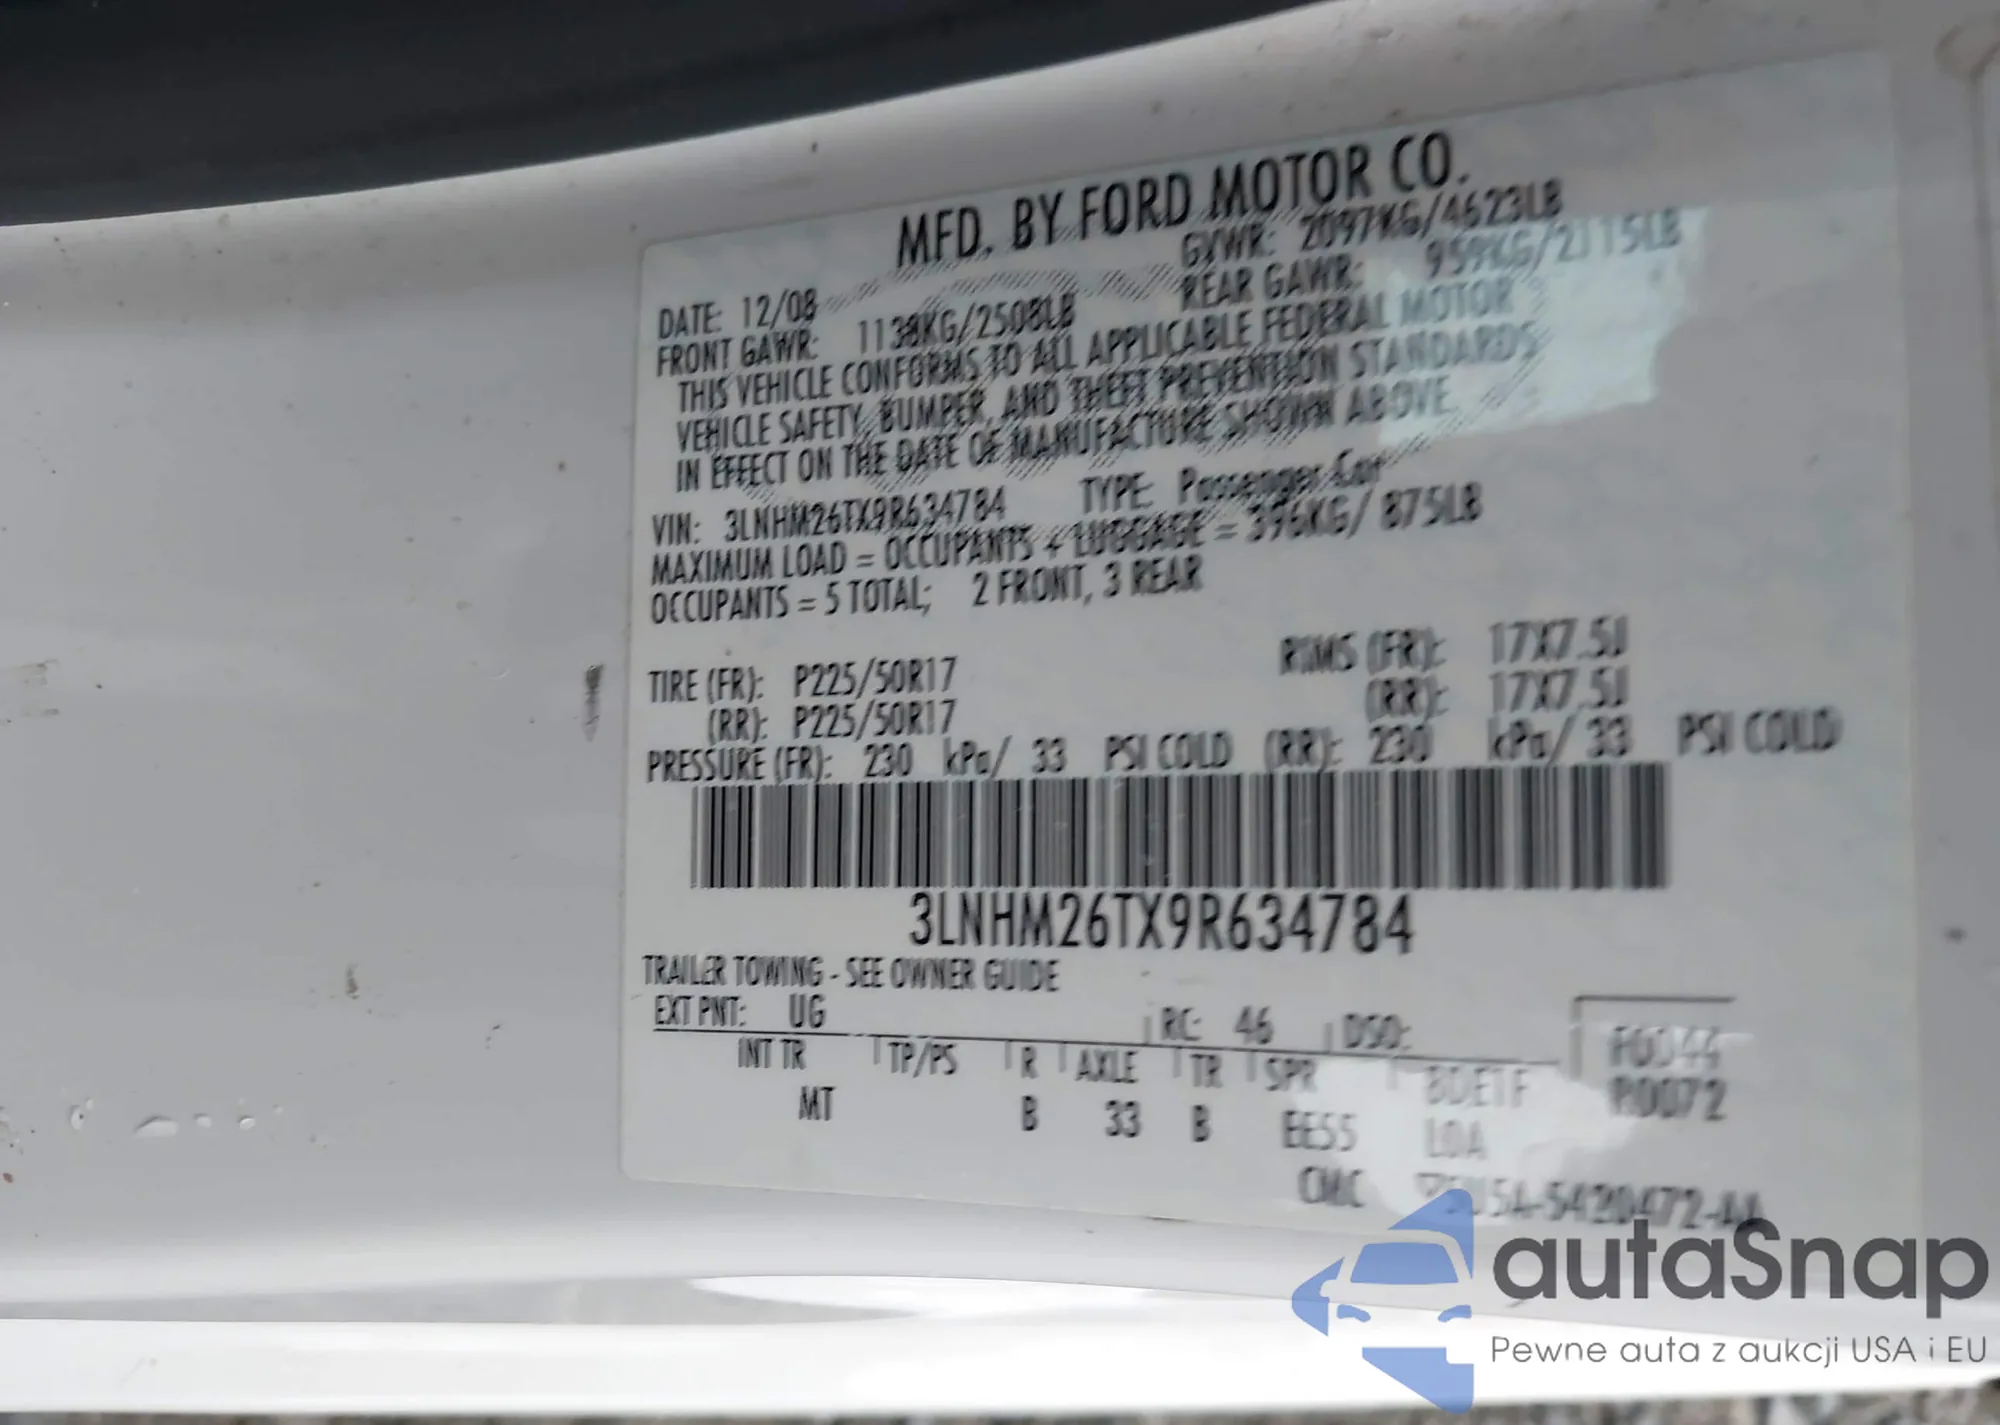 MFD. BY FORD MOTOR CO.
DATE: 12/08 GVWR: 2097KG/4623LB
FRONT GAWR: 1138KG/2508LB REAR GAWR: 959KG/2115LB
THIS VEHICLE CONFORMS TO ALL APPLICABLE FEDERAL MOTOR
VEHICLE SAFETY, BUMPER, AND THEFT PREVENTION STANDARDS
IN EFFECT ON THE DATE OF MANUFACTURE SHOWN ABOVE
VIN: 3LNHM26TX9R634784 TYPE: Passenger Car
MAXIMUM LOAD = OCCUPANTS + LUGGAGE = 396KG/ 875LB
OCCUPANTS = 5 TOTAL; 2 FRONT, 3 REAR
TIRE (FR): P225/50R17 RIMS (FR): 17X7.5J
(RR): P225/50R17 (RR): 17X7.5J
PRESSURE (FR): 230 kPa/ 33 PSI COLD (RR): 230 kPa/ 33 PSI COLD
3LNHM26TX9R634784
TRAILER TOWING - SEE OWNER GUIDE
EXT PNT: UG RC: 46 DSO: F0044
INT TR TP/PS R AXLE TR SPR R0072
MT B 33 B EE55
CMC
autaSnap
Pewne auta z aukcji USA i EU